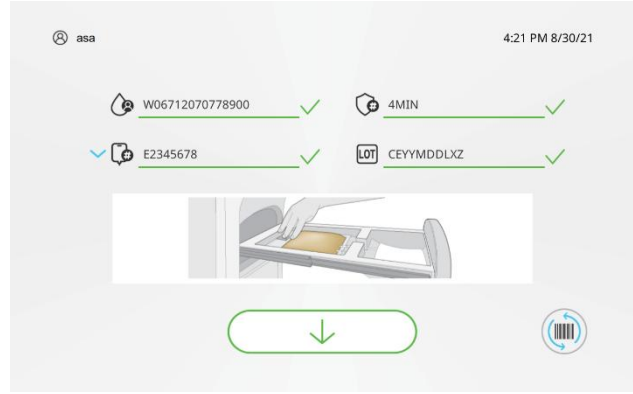 asa
4:21 PM 8/30/21
W06712070778900
4MIN
E2345678
LOT
CEYYMDDLXZ